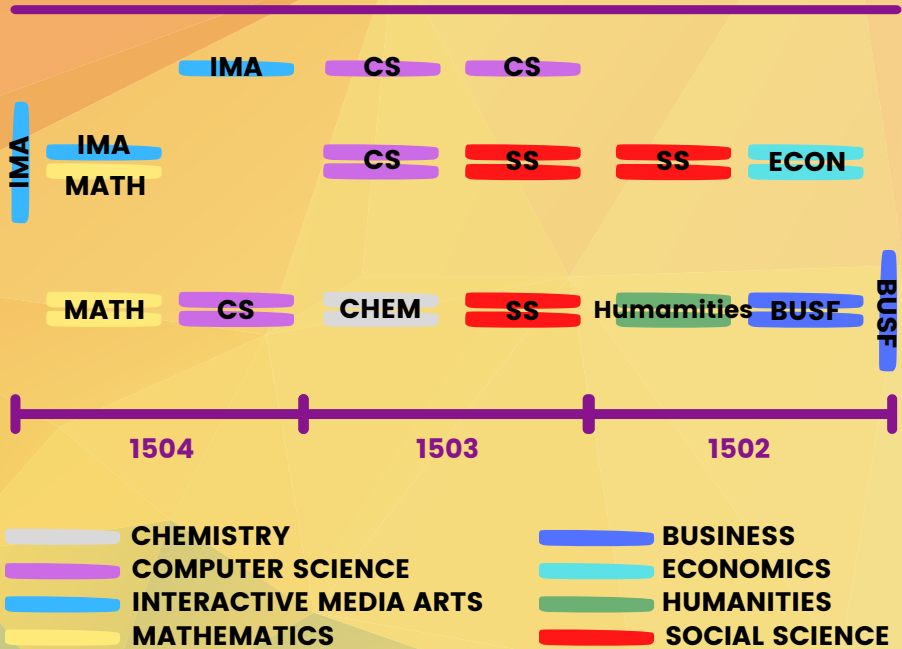 IMA CS CS
IMA
IMA
MATH
CS SS SS ECON
MATH CS CHEM SS Humamities BUSF
BUSF
1504 1503 1502
CHEMISTRY
COMPUTER SCIENCE
INTERACTIVE MEDIA ARTS
MATHEMATICS
BUSINESS
ECONOMICS
HUMANITIES
SOCIAL SCIENCE